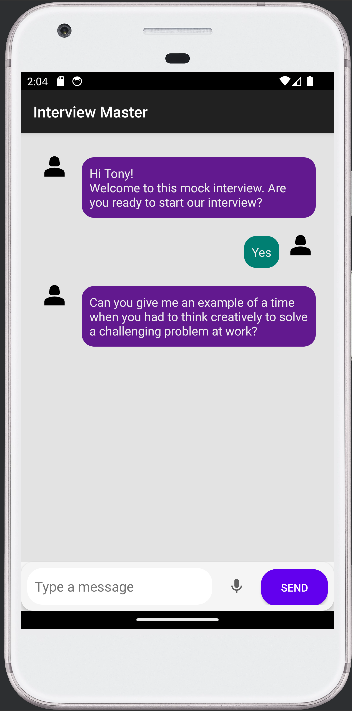 2:04
Interview Master
Hi Tony!
Welcome to this mock interview. Are
you ready to start our interview?
Yes
Can you give me an example of a time
when you had to think creatively to solve
a challenging problem at work?
Type a message
SEND